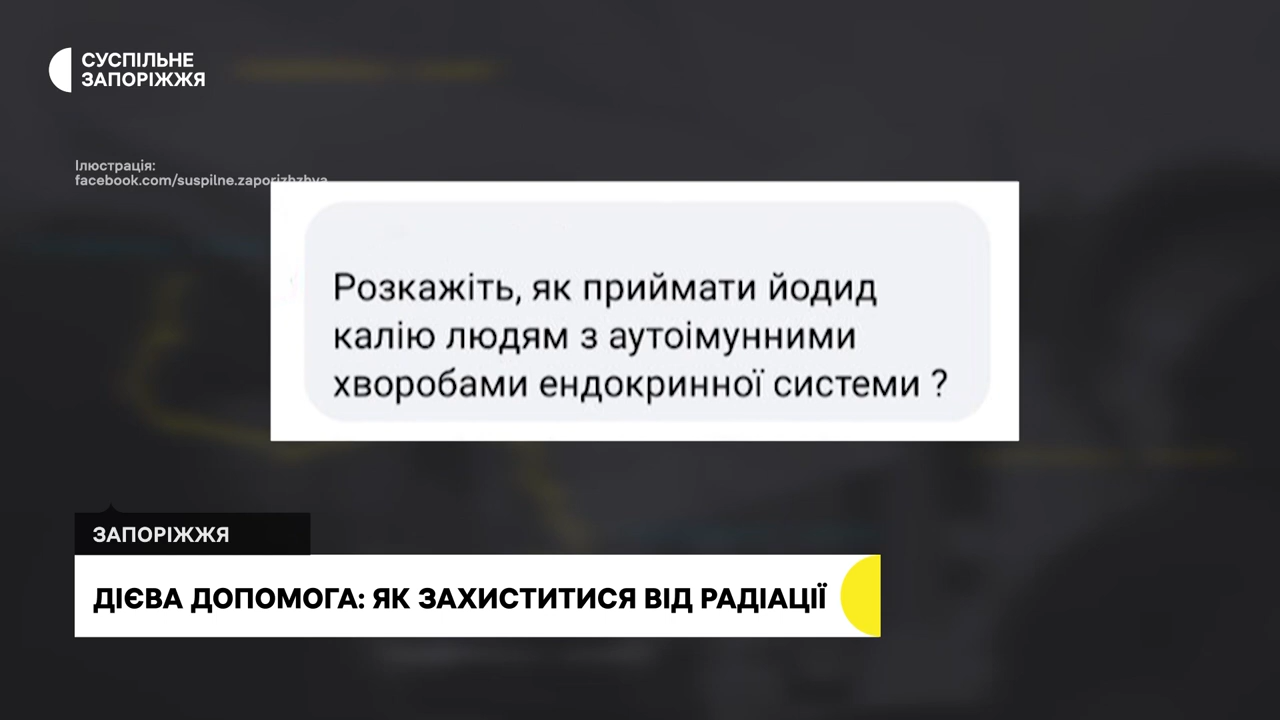 СУСПІЛЬНЕ
ЗАПОРІЖЖЯ
Ілюстрація:
facebook.com/suspilne.zaporizhzhya
Розкажіть, як приймати йодид
калію людям з аутоімунними
хворобами ендокринної системи ?
ЗАПОРІЖЖЯ
ДІЄВА ДОПОМОГА: ЯК ЗАХИСТИТИСЯ ВІД РАДІАЦІЇ